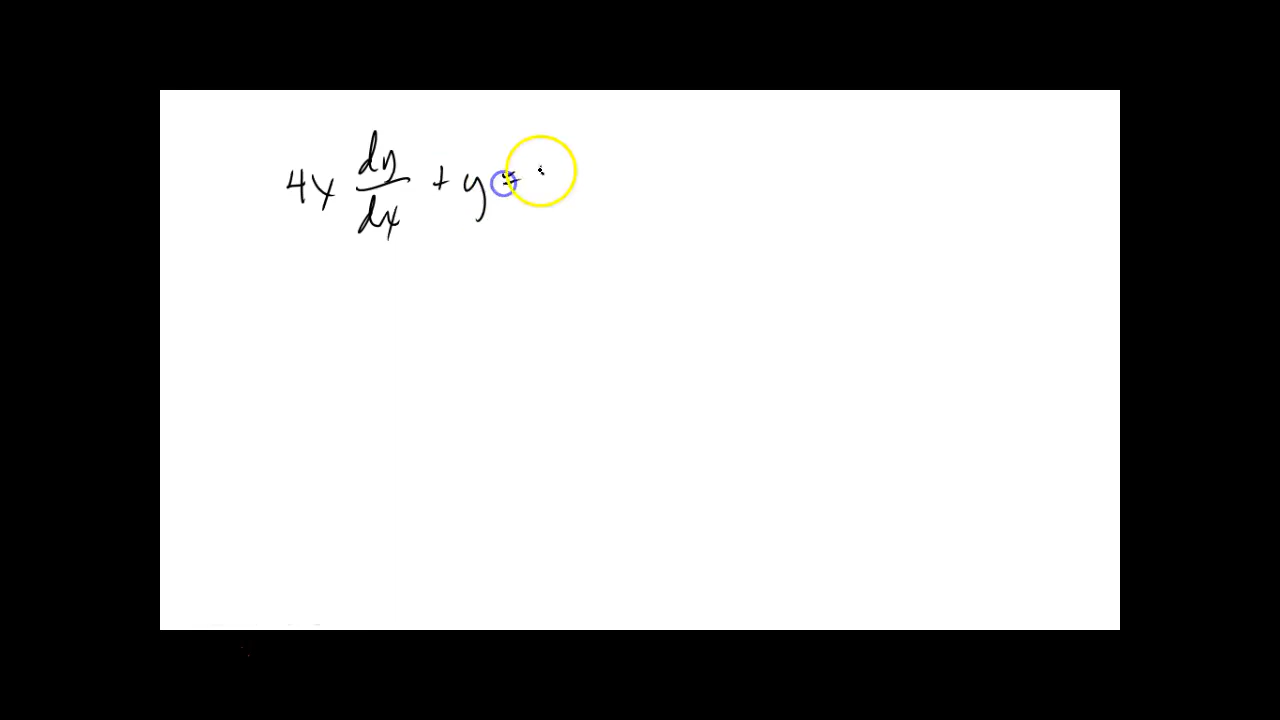 4x dy/dx + y =